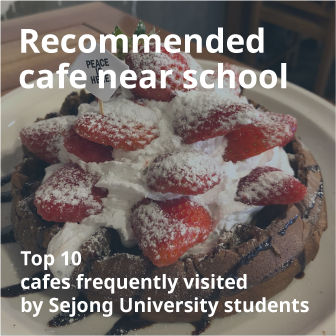 Recommended
cafe near school
PEACE
Top 10
cafes frequently visited
by Sejong University students